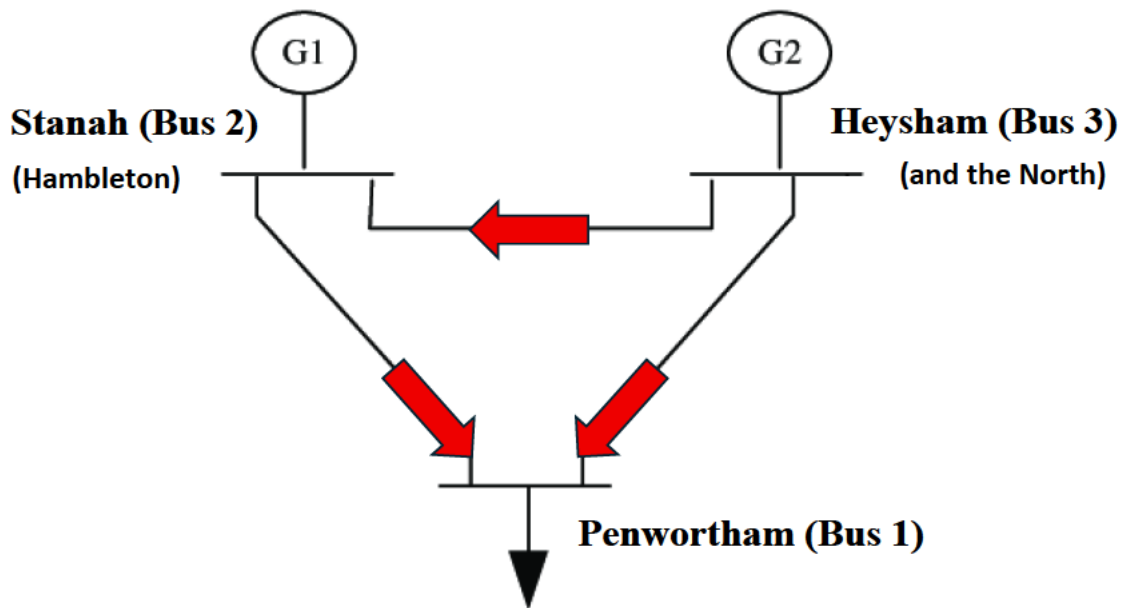 G1
G2
Stanah (Bus 2)
Heysham (Bus 3)
(Hambleton)
(and the North)
Penwortham (Bus 1)